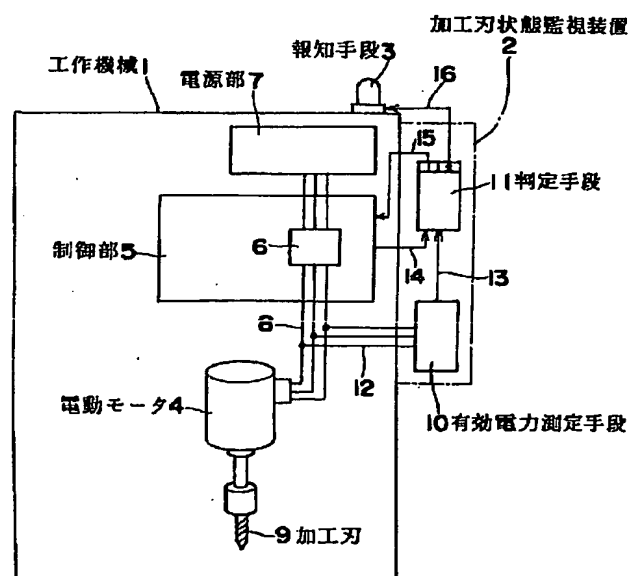 加工刃状態監視装置
2
報知手段3
工作機械1
電源部7
16
15
11判定手段
制御部5
6
14
13
8
12
電動モータ4
10有効電力測定手段
9加工刃